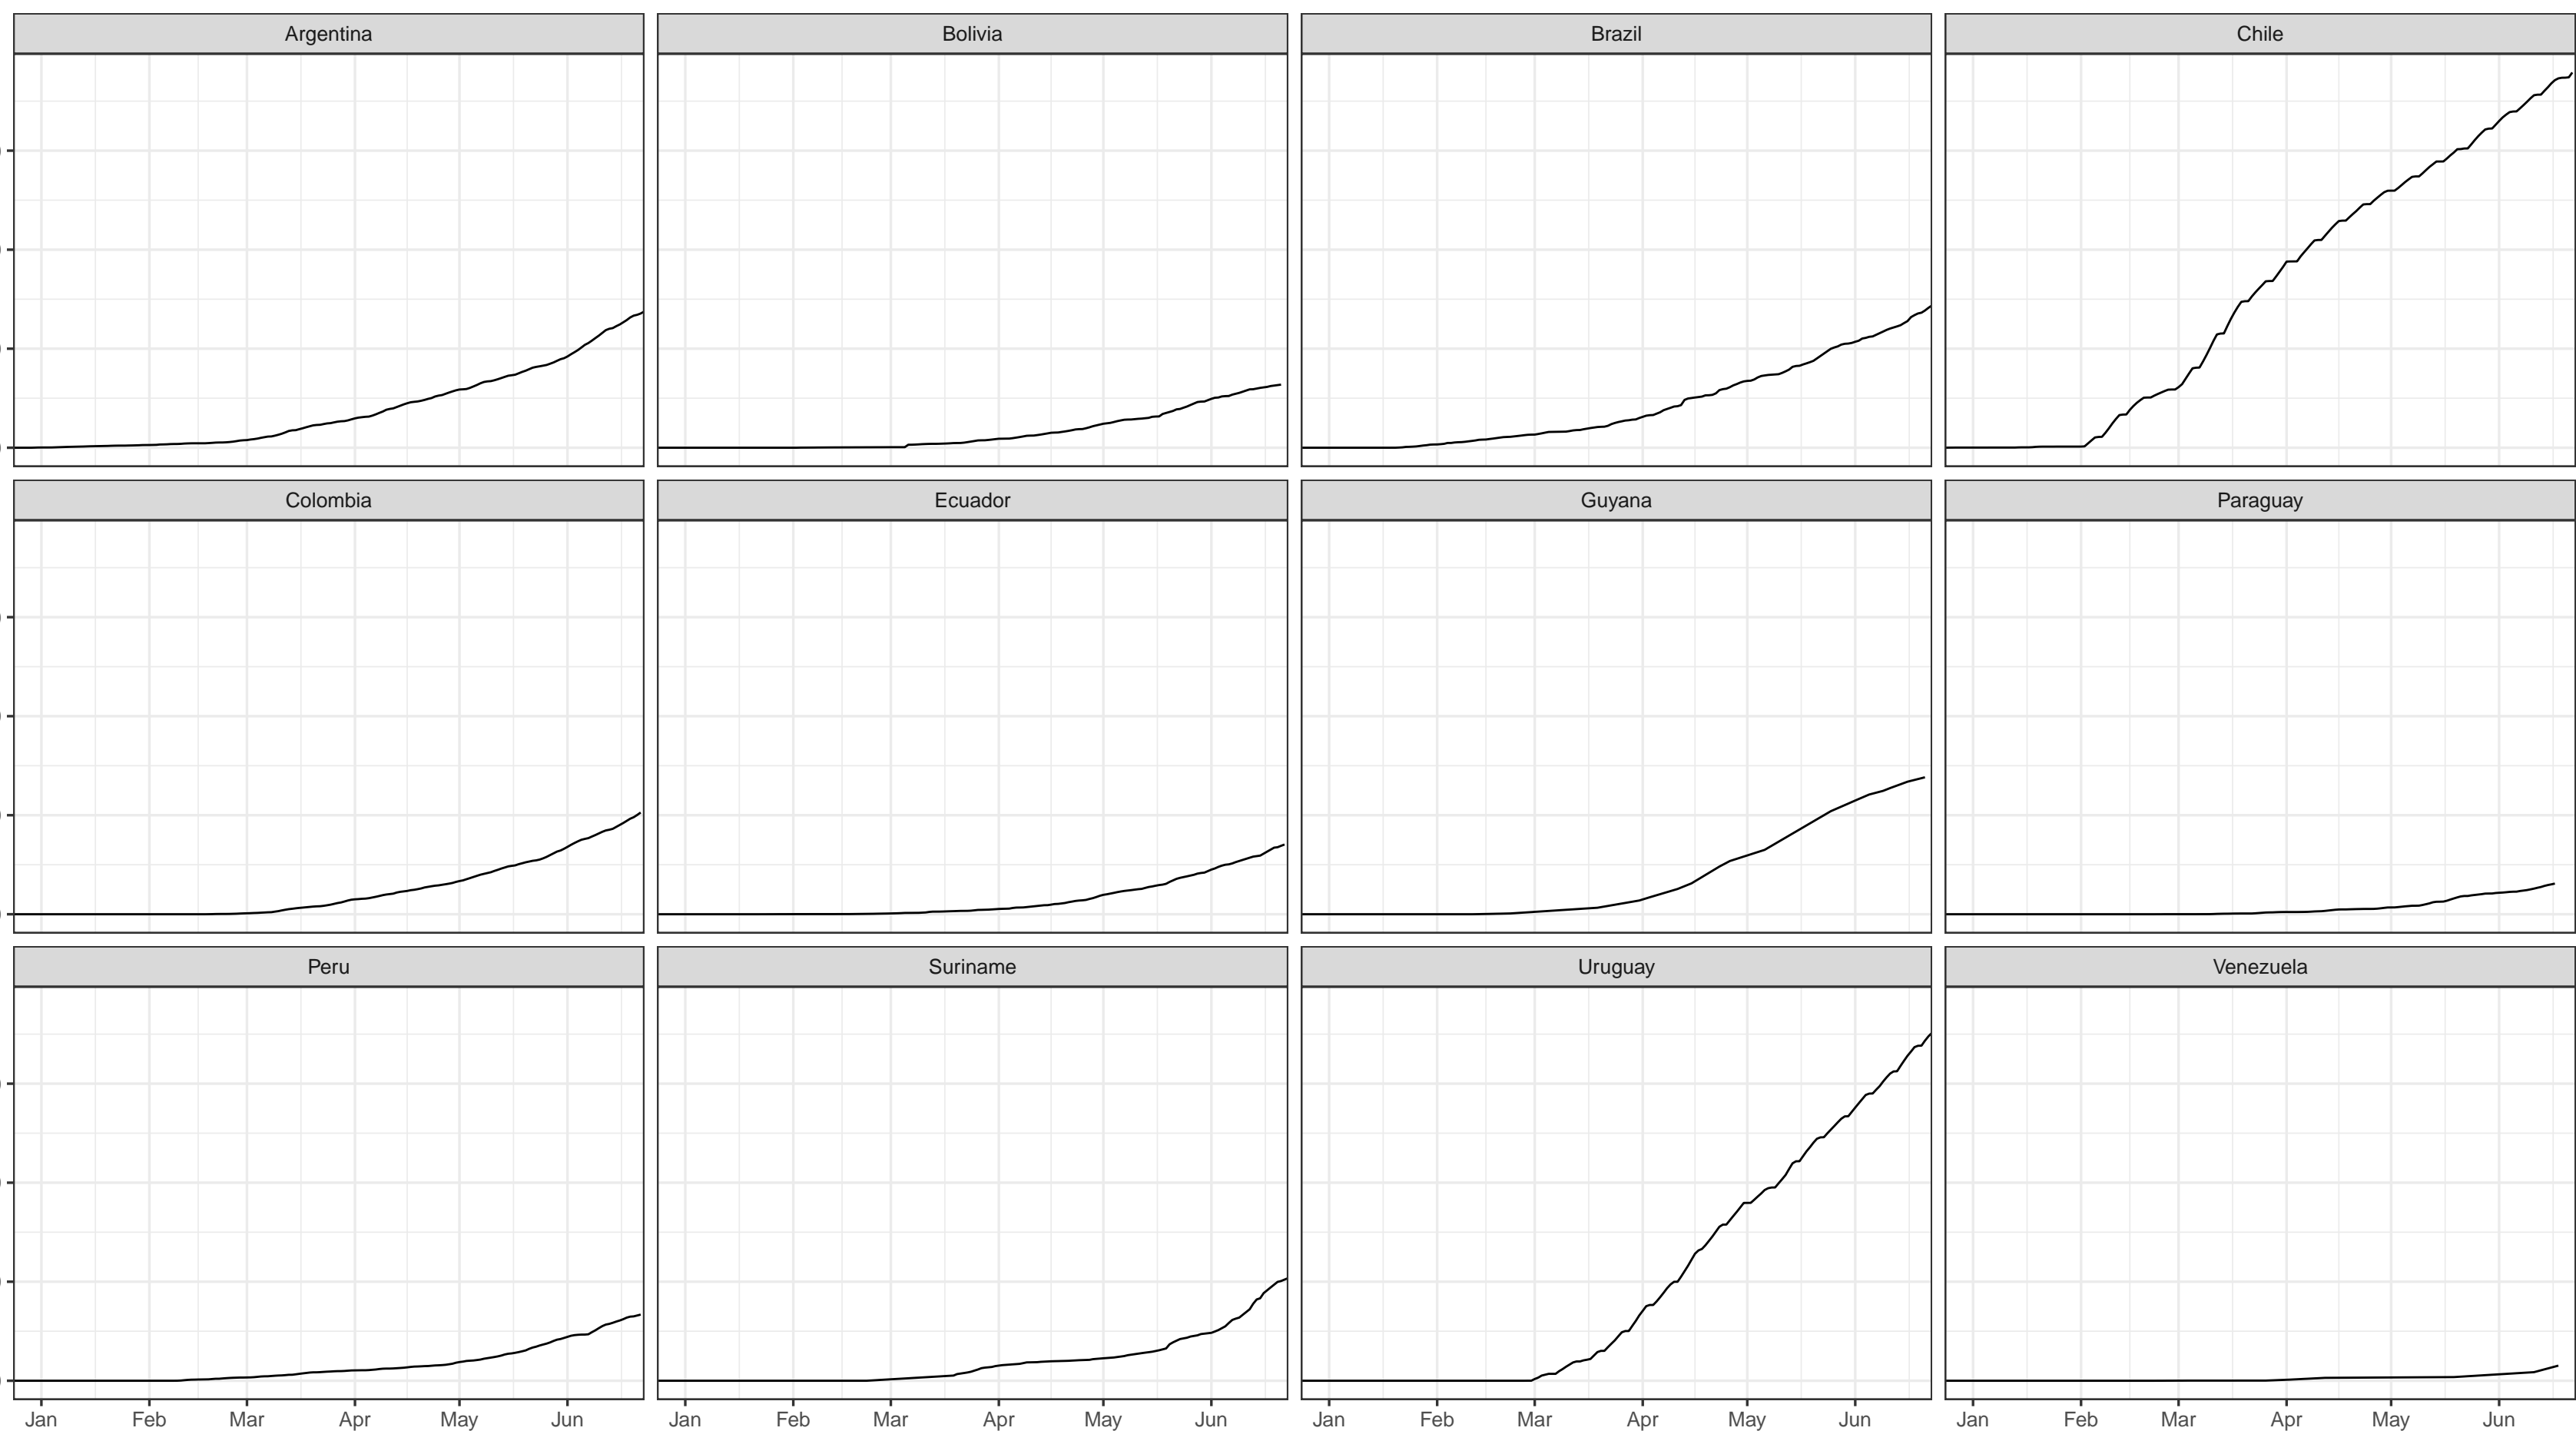 Argentina Bolivia Brazil Chile
Colombia Ecuador Guyana Paraguay
Peru Suriname Uruguay Venezuela
Jan Feb Mar Apr May Jun Jan Feb Mar Apr May Jun Jan Feb Mar Apr May Jun Jan Feb Mar Apr May Jun